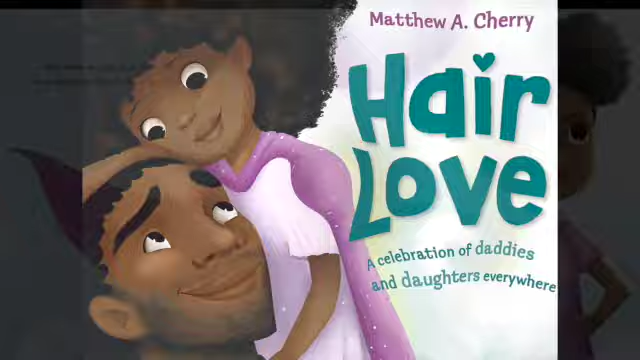 Matthew A. Cherry
Hair
Love
A celebration of daddies
and daughters everywhere